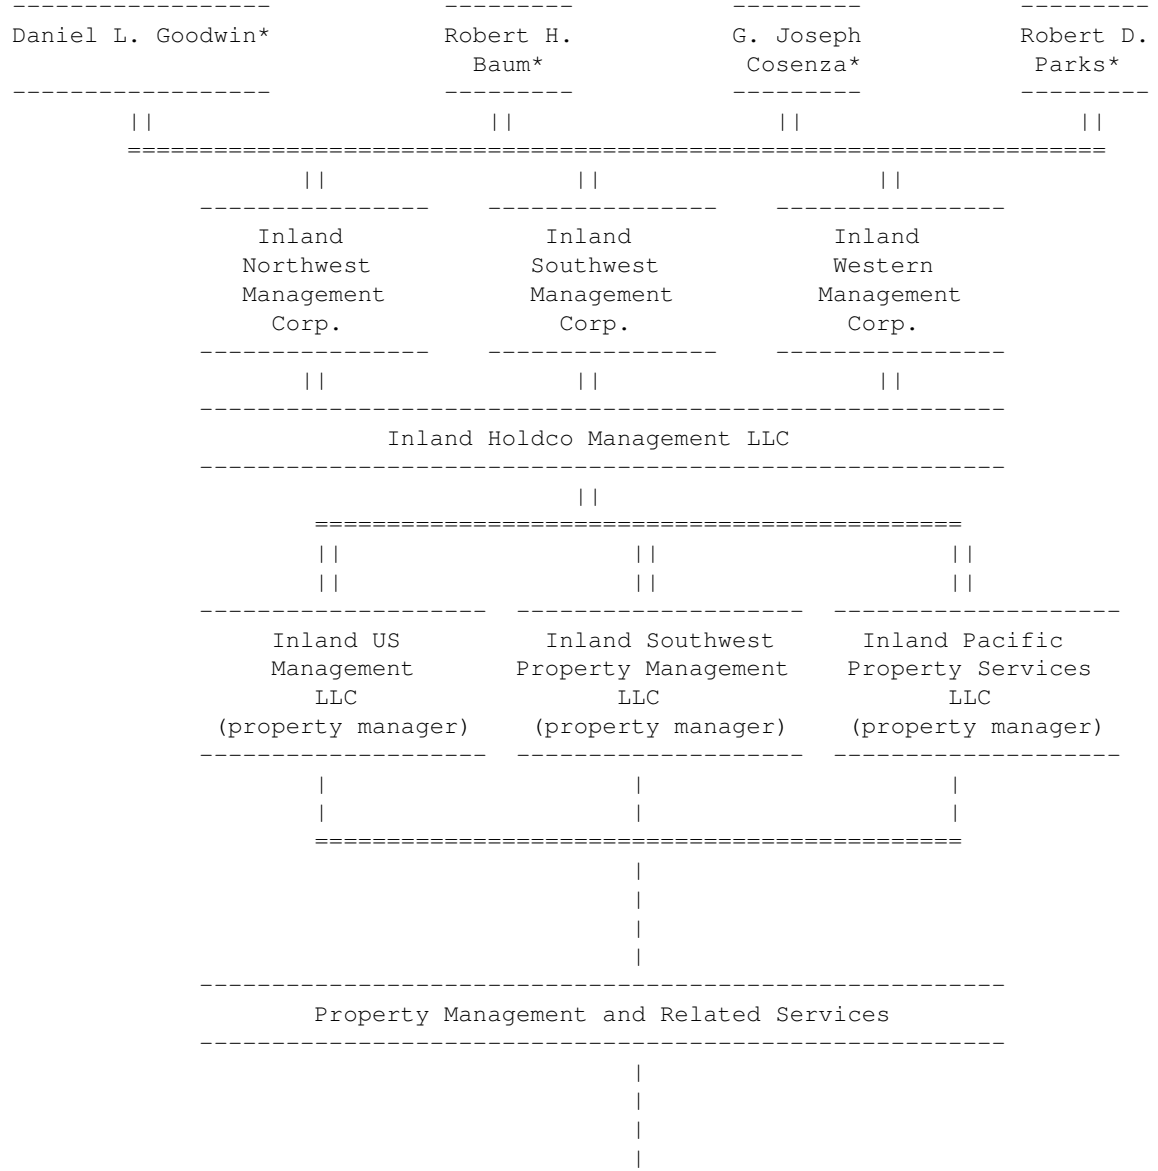 Daniel L. Goodwin* Robert H. G. Joseph Robert D.
Baum* Cosenza* Parks*
Inland Inland Inland
Northwest Southwest Western
Management Management Management
Corp. Corp. Corp.
Inland Holdco Management LLC
Inland US Inland Southwest Inland Pacific
Management Property Management Property Services
LLC LLC LLC
(property manager) (property manager) (property manager)
Property Management and Related Services